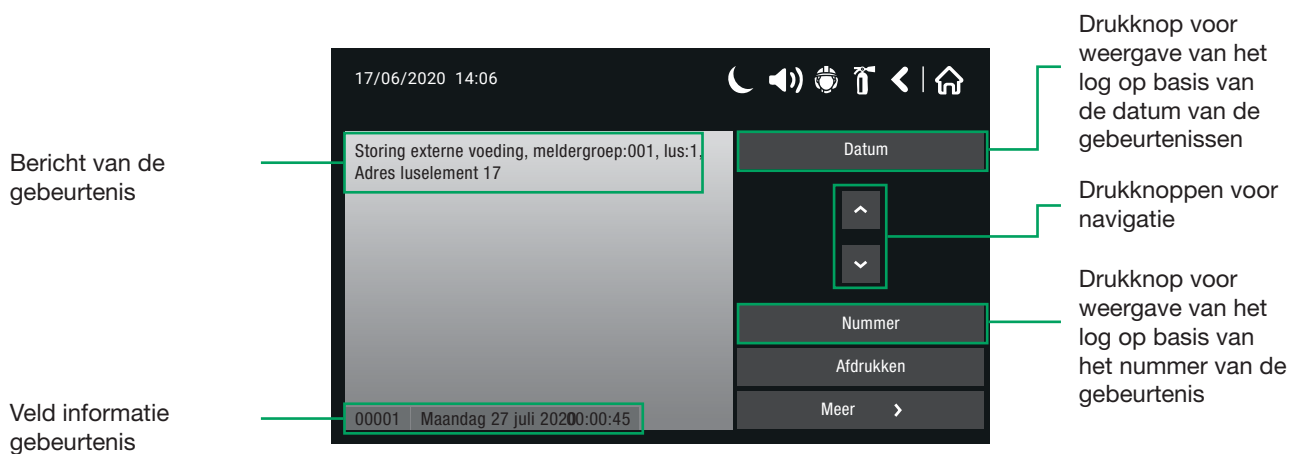 Drukknop voor
weergave van het
log op basis van
de datum van de
gebeurtenissen
17/06/2020 14:06
Bericht van de
gebeurtenis
Storing externe voeding, meldergroep:001, lus:1,
Adres luselement 17
Datum
Drukknoppen voor
navigatie
Drukknop voor
weergave van het
log op basis van
het nummer van de
gebeurtenis
Nummer
Afdrukken
Meer
Veld informatie
gebeurtenis
00001 Maandag 27 juli 2020 00:00:45